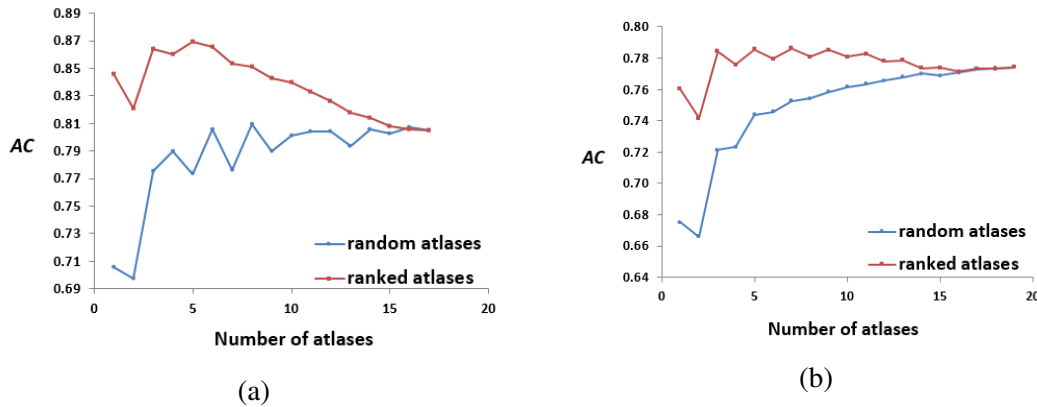 0.89
0.87
0.85
0.83
0.81
AC
0.79
0.77
0.75
0.73
0.71
0.69
random atlases
ranked atlases
0 5 10 15 20
Number of atlases
(a)
0.80
0.78
0.76
0.74
AC
0.72
0.70
0.68
0.66
0.64
random atlases
ranked atlases
0 5 10 15 20
Number of atlases
(b)